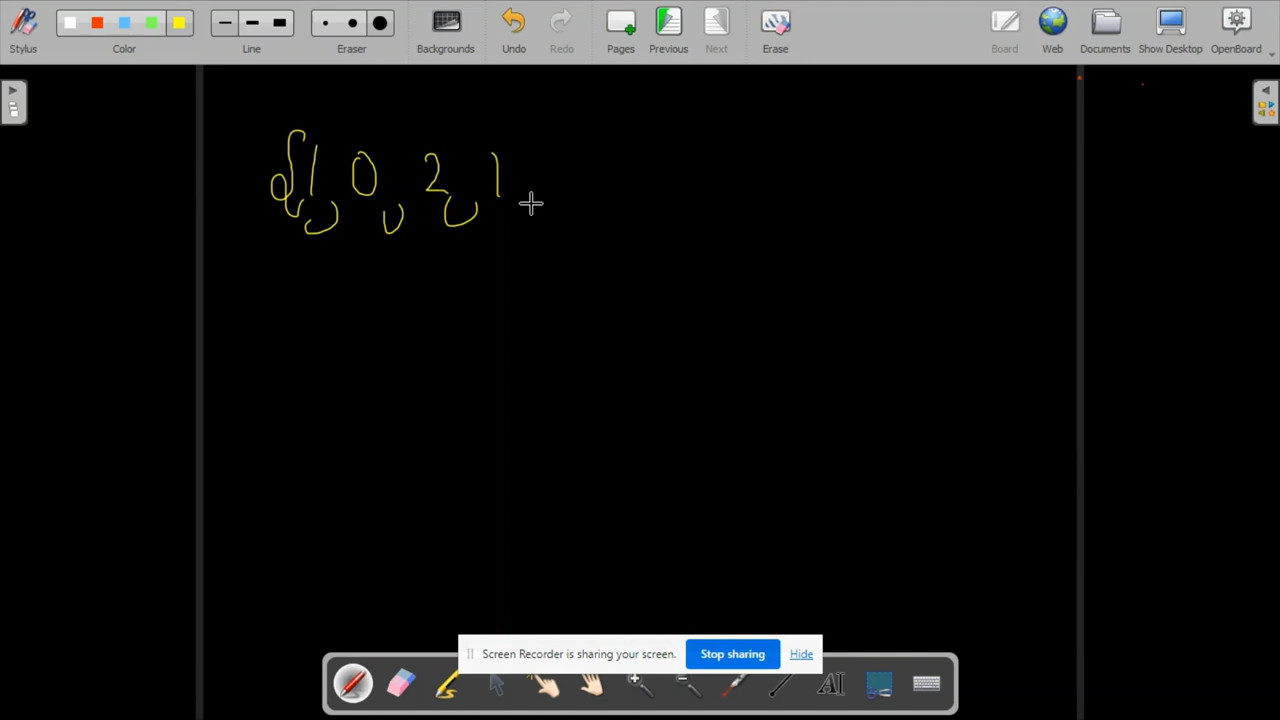 Stylus Color Line Eraser Backgrounds Undo Redo Pages Previous Next Erase Board Web Documents Show Desktop OpenBoard
{1, 0, 2, 1
Screen Recorder is sharing your screen. Stop sharing Hide